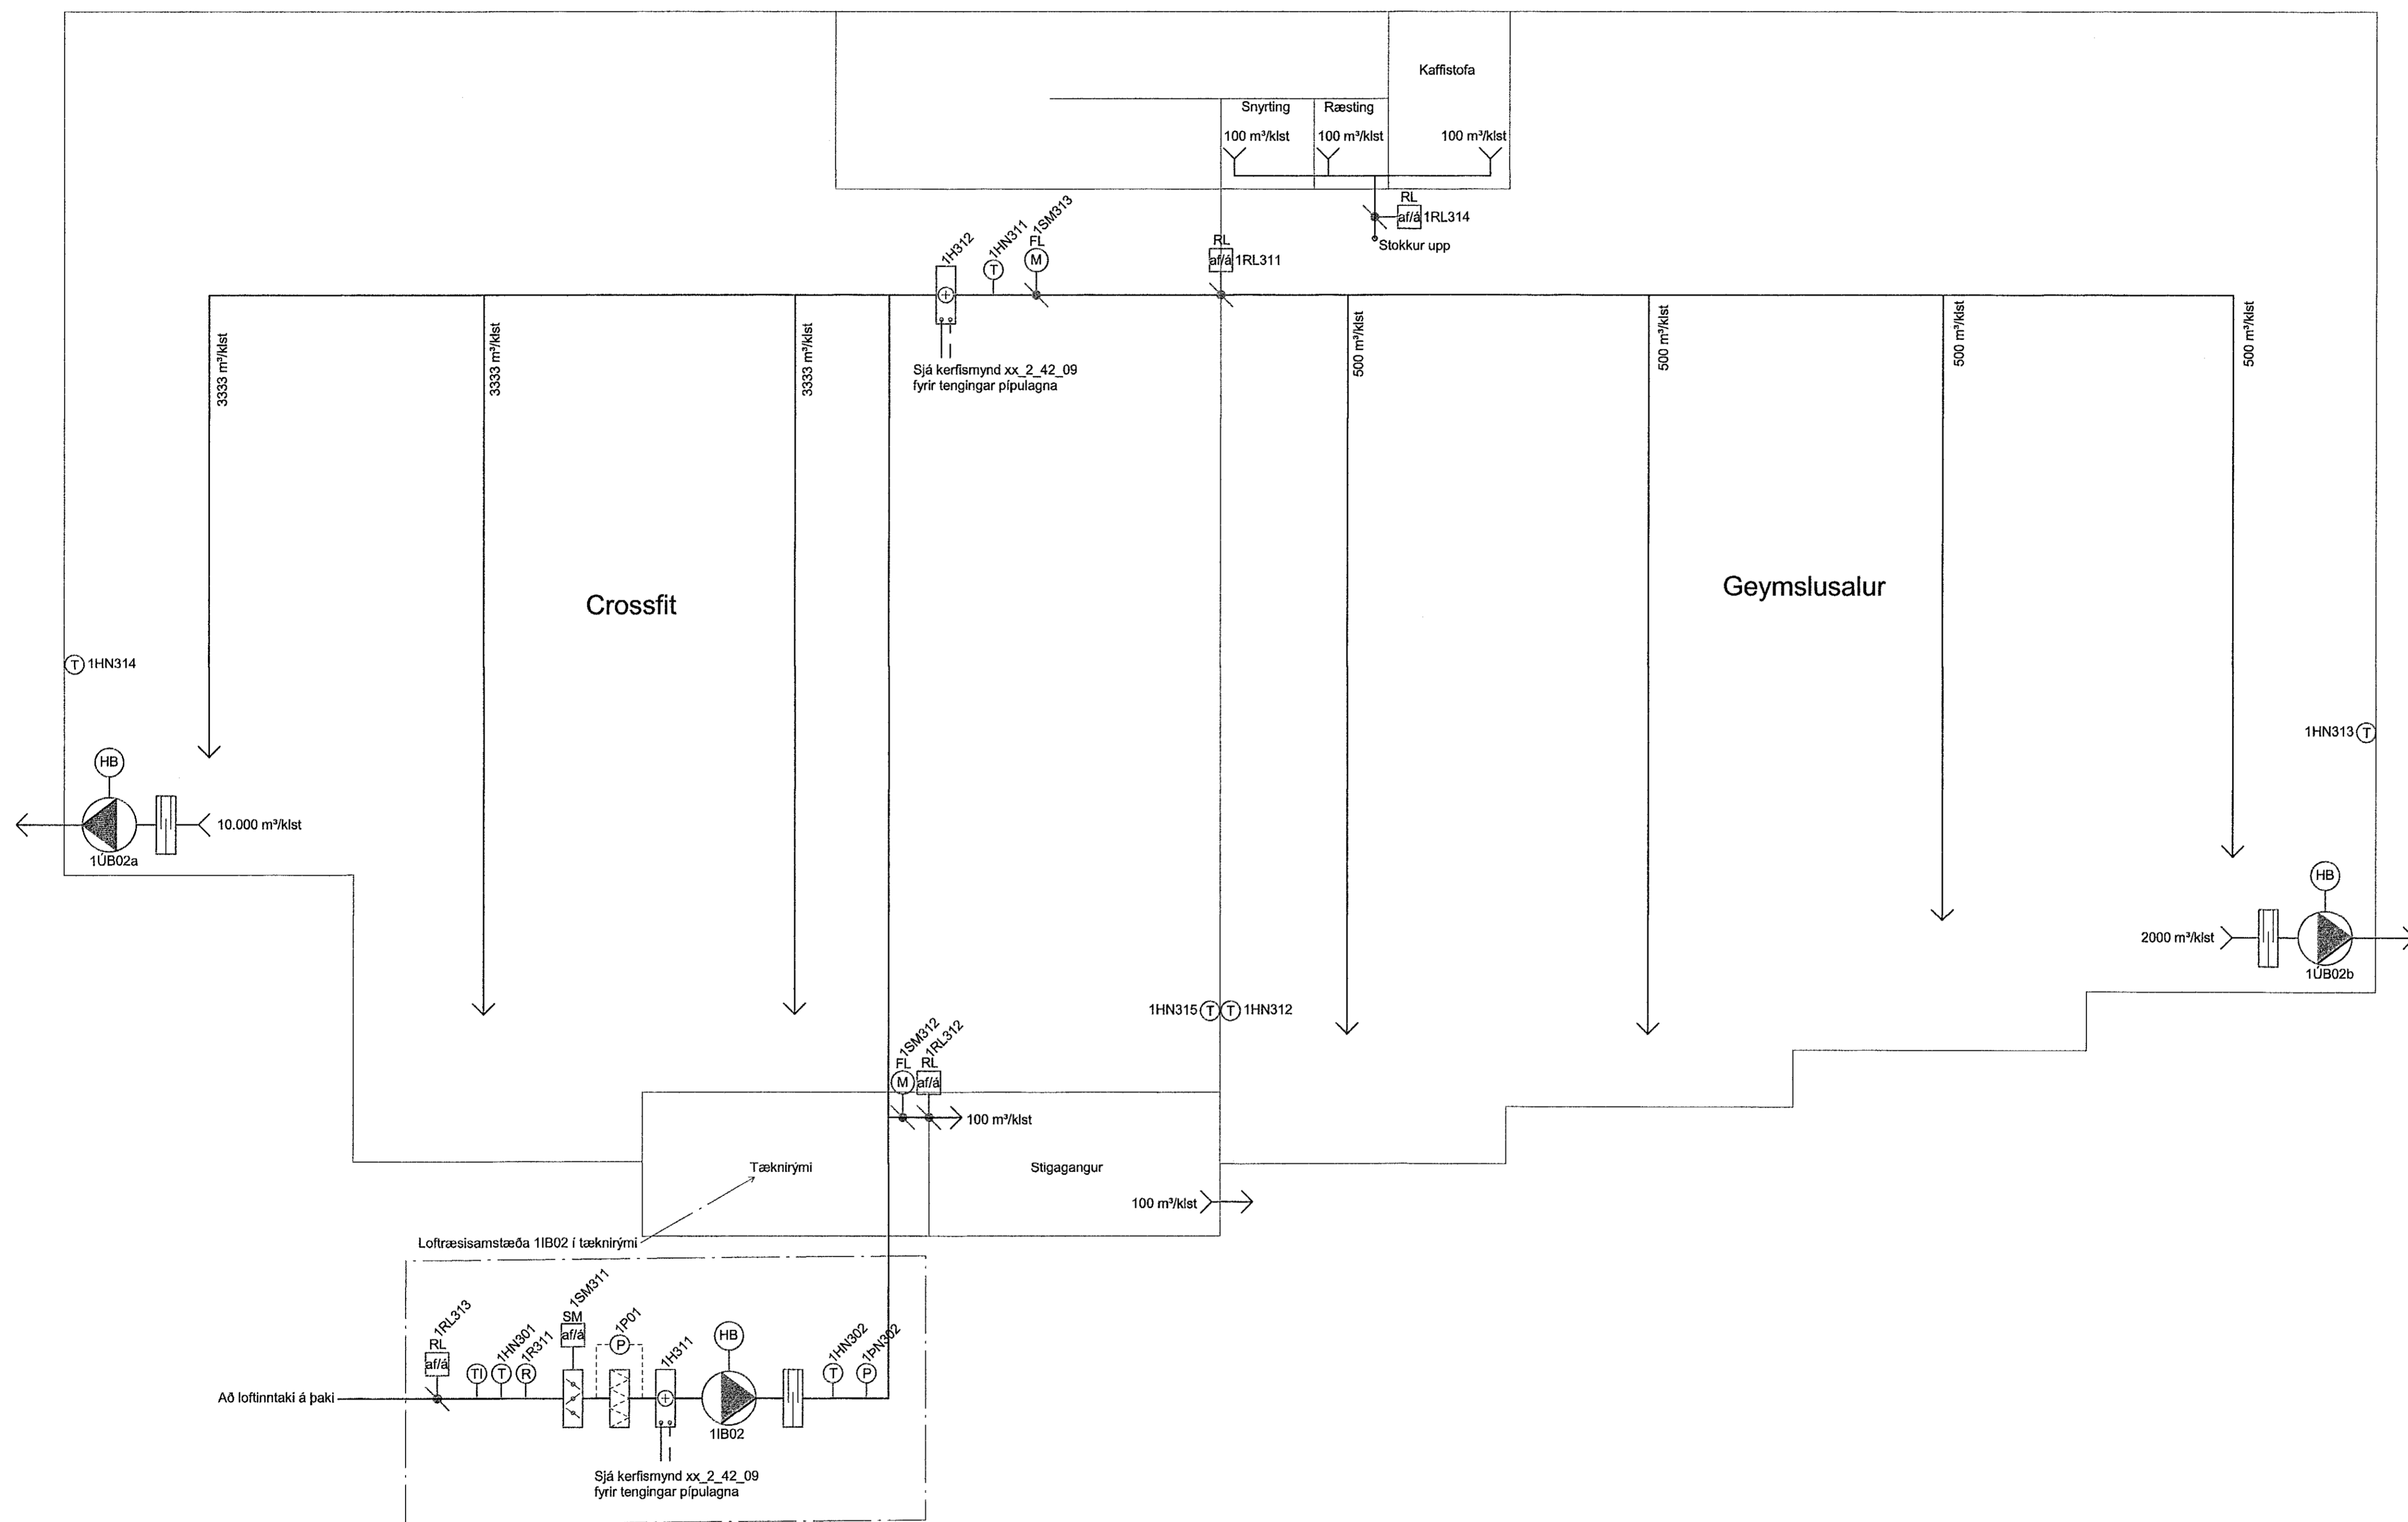 Kaffistofa
Snyrting
Ræsting
100 m³/klst
100 m³/klst
100 m³/klst
RL
af/á
1RL314
Stokkur upp
1H312
1HN311
T
1SM313
FL
M
RL
af/á
1RL311
Sjá kerfismynd xx_2_42_09
fyrir tengingar pípulagna
3333 m³/klst
3333 m³/klst
3333 m³/klst
500 m³/klst
500 m³/klst
500 m³/klst
500 m³/klst
Crossfit
Geymslusalur
T 1HN314
1HN313 T
HB
10.000 m³/klst
1ÚB02a
HB
2000 m³/klst
1ÚB02b
1HN315 T
T 1HN312
1SM312
FL
M
1RL312
RL
af/á
100 m³/klst
Tæknirými
Stigagangur
100 m³/klst
Loftræsisamstæða 1IB02 í tæknirými
1RL313
RL
af/á
TI
1HN301
T
1R311
R
1SM311
SM
af/á
1P01
P
1H311
HB
1IB02
1HN302
T
1ÞN302
P
Að loftinntaki á þaki
Sjá kerfismynd xx_2_42_09
fyrir tengingar pípulagna